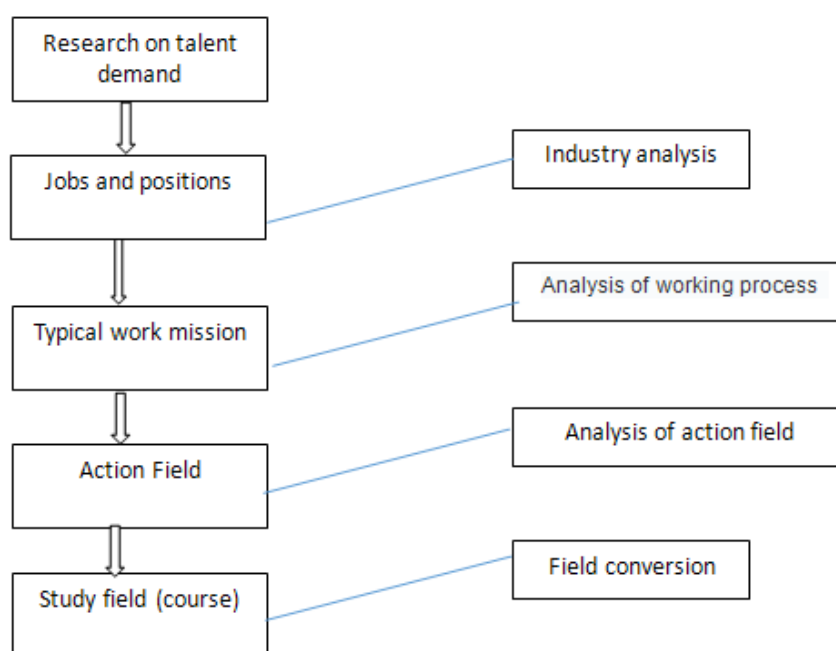 Research on talent
demand
Jobs and positions
Industry analysis
Typical work mission
Analysis of working process
Action Field
Analysis of action field
Study field (course)
Field conversion